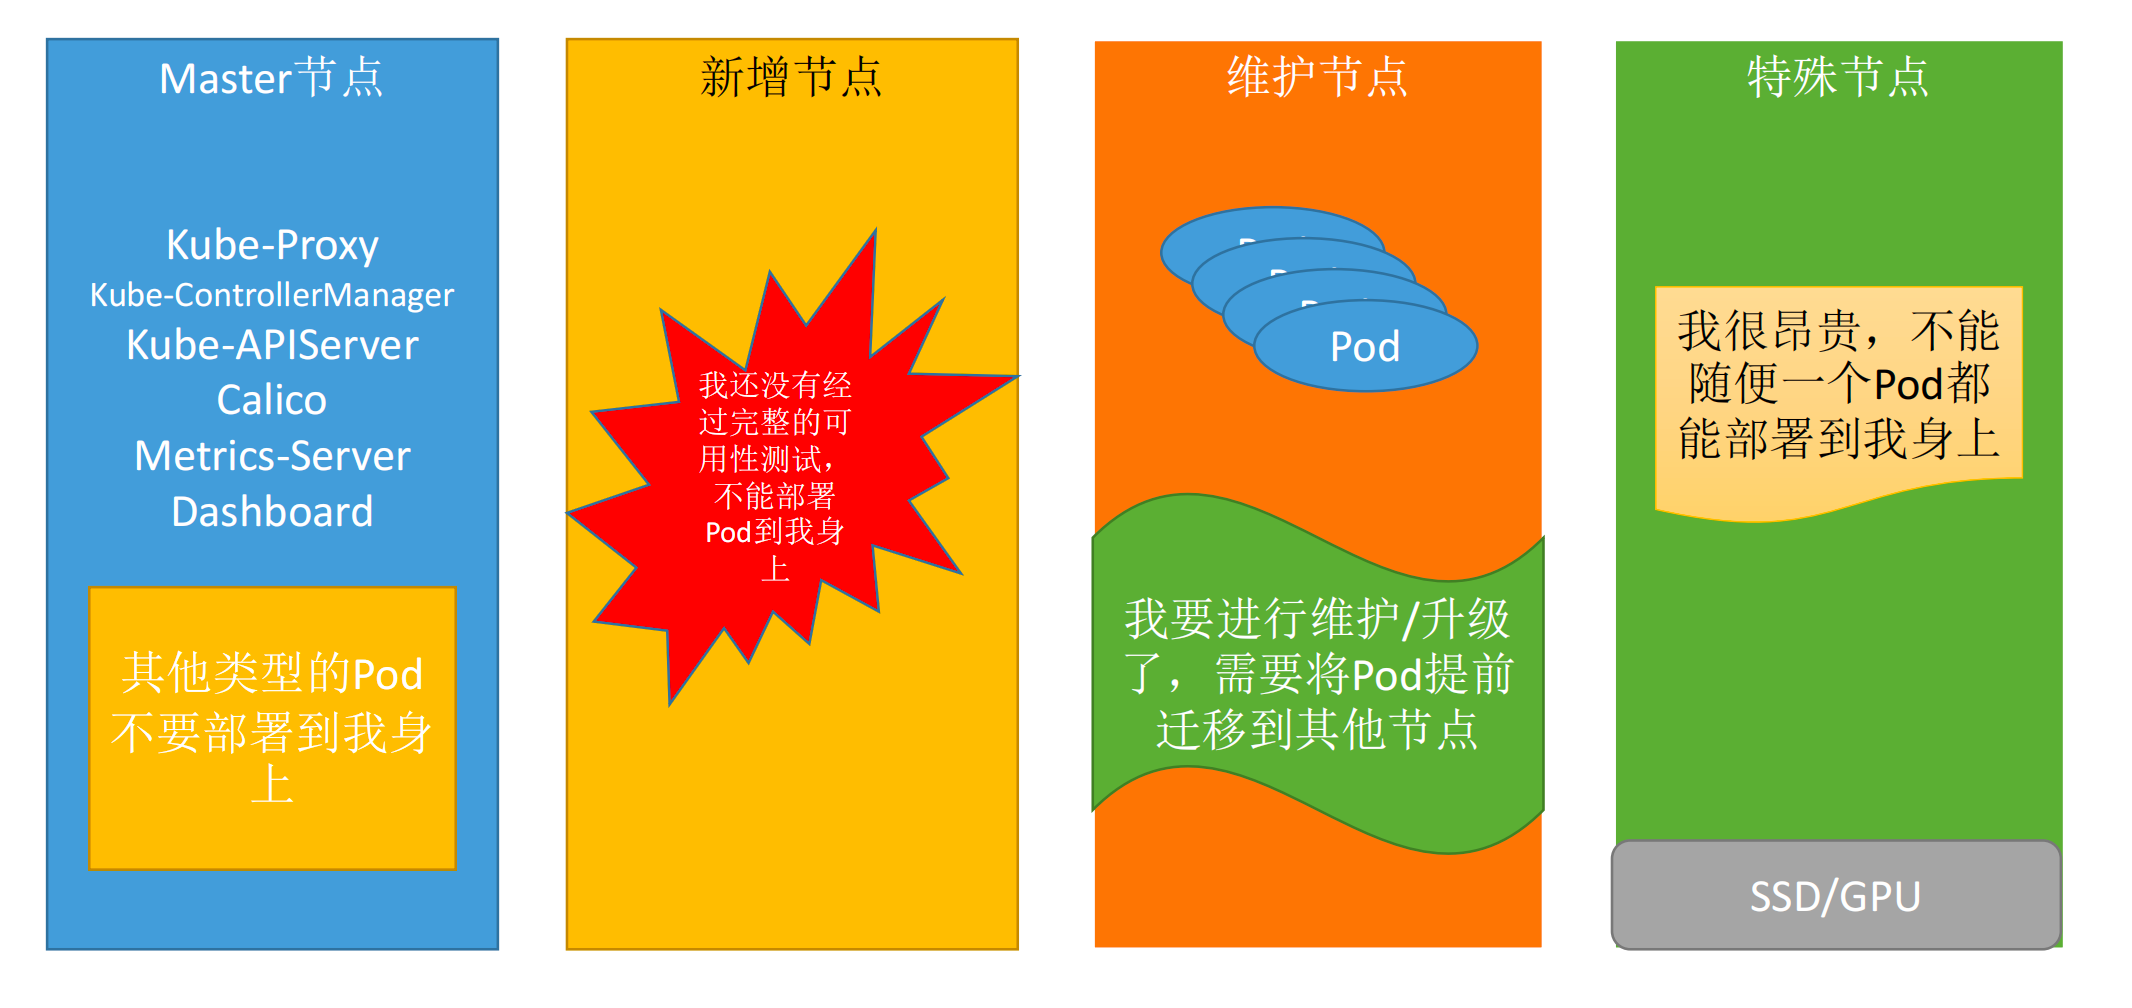 Master节点
Kube-Proxy
Kube-ControllerManager
Kube-APIServer
Calico
Metrics-Server
Dashboard
其他类型的Pod
不要部署到我身
上
新增节点
我还没有经
过完整的可
用性测试，
不能部署
Pod到我身
上
维护节点
Pod
我要进行维护/升级
了，需要将Pod提前
迁移到其他节点
特殊节点
我很昂贵，不能
随便一个Pod都
能部署到我身上
SSD/GPU